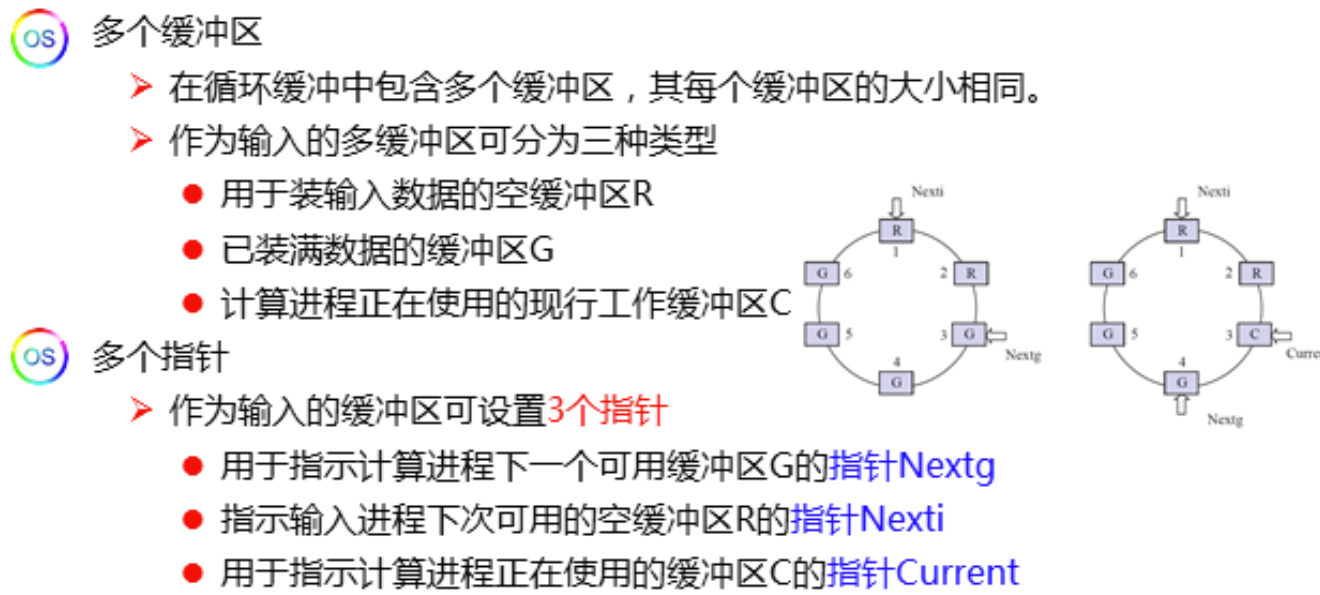 OS 多个缓冲区
在循环缓冲中包含多个缓冲区，其每个缓冲区的大小相同。
作为输入的多缓冲区可分为三种类型
用于装输入数据的空缓冲区R
已装满数据的缓冲区G
计算进程正在使用的现行工作缓冲区C
OS 多个指针
作为输入的缓冲区可设置3个指针
用于指示计算进程下一个可用缓冲区G的指针Nextg
指示输入进程下次可用的空缓冲区R的指针Nexti
用于指示计算进程正在使用的缓冲区C的指针Current
Nexti
R
1
G 6 2 R
G 5 3 G
Nextg
4
G
Nexti
R
1
G 6 2 R
G 5 3 C
Curre
4
G
Nextg